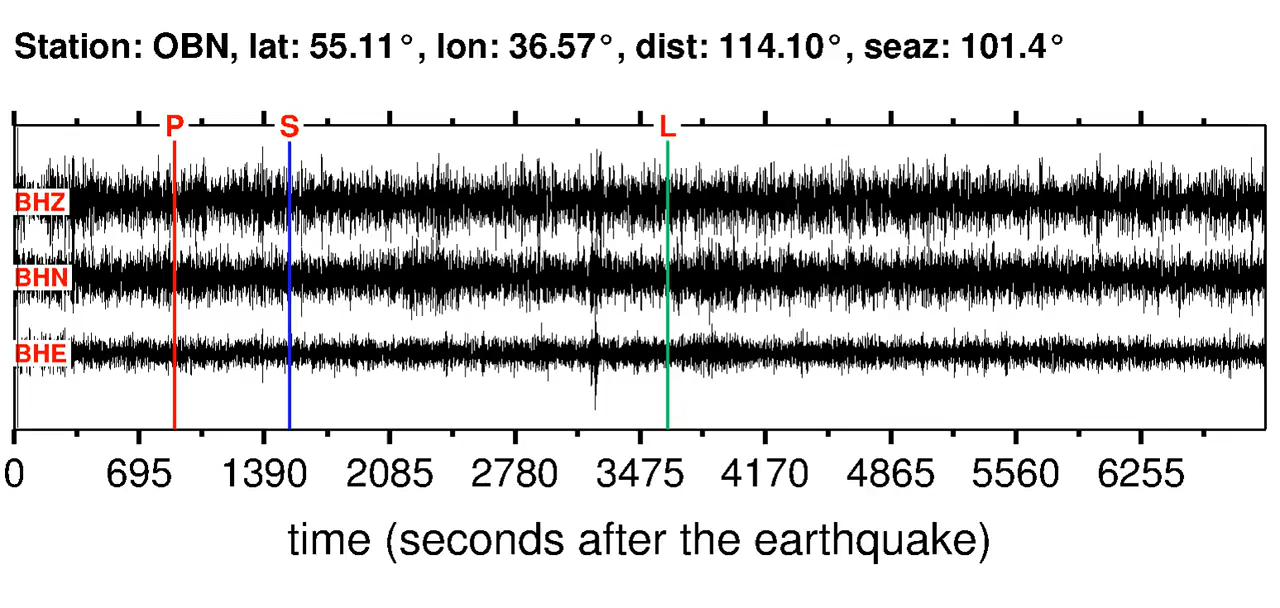 Station: OBN, lat: 55.11°, lon: 36.57°, dist: 114.10°, seaz: 101.4°
P S L
BHZ
BHN
BHE
0 695 1390 2085 2780 3475 4170 4865 5560 6255
time (seconds after the earthquake)